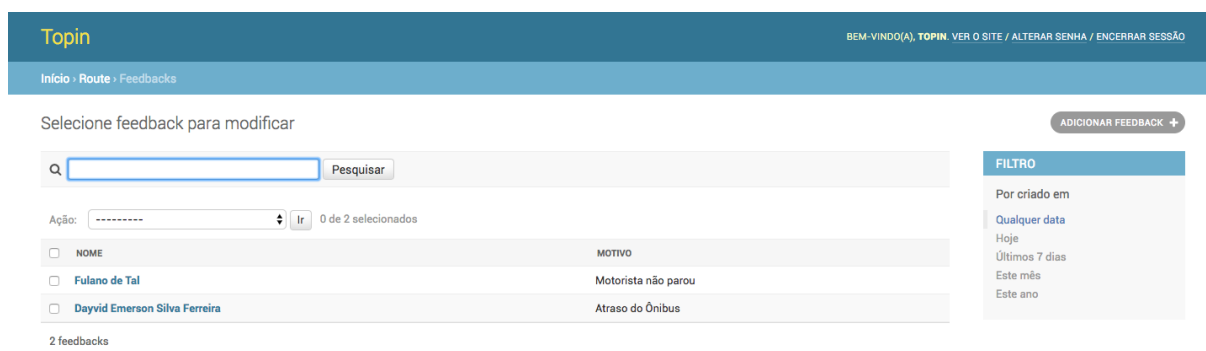 Topin
BEM-VINDO(A), TOPIN. VER O SITE / ALTERAR SENHA / ENCERRAR SESSÃO
Início › Route › Feedbacks
Selecione feedback para modificar
ADICIONAR FEEDBACK +
Pesquisar
Ação: --------- Ir 0 de 2 selecionados
NOME MOTIVO
Fulano de Tal Motorista não parou
Dayvid Emerson Silva Ferreira Atraso do Ônibus
2 feedbacks
FILTRO
Por criado em
Qualquer data
Hoje
Últimos 7 dias
Este mês
Este ano